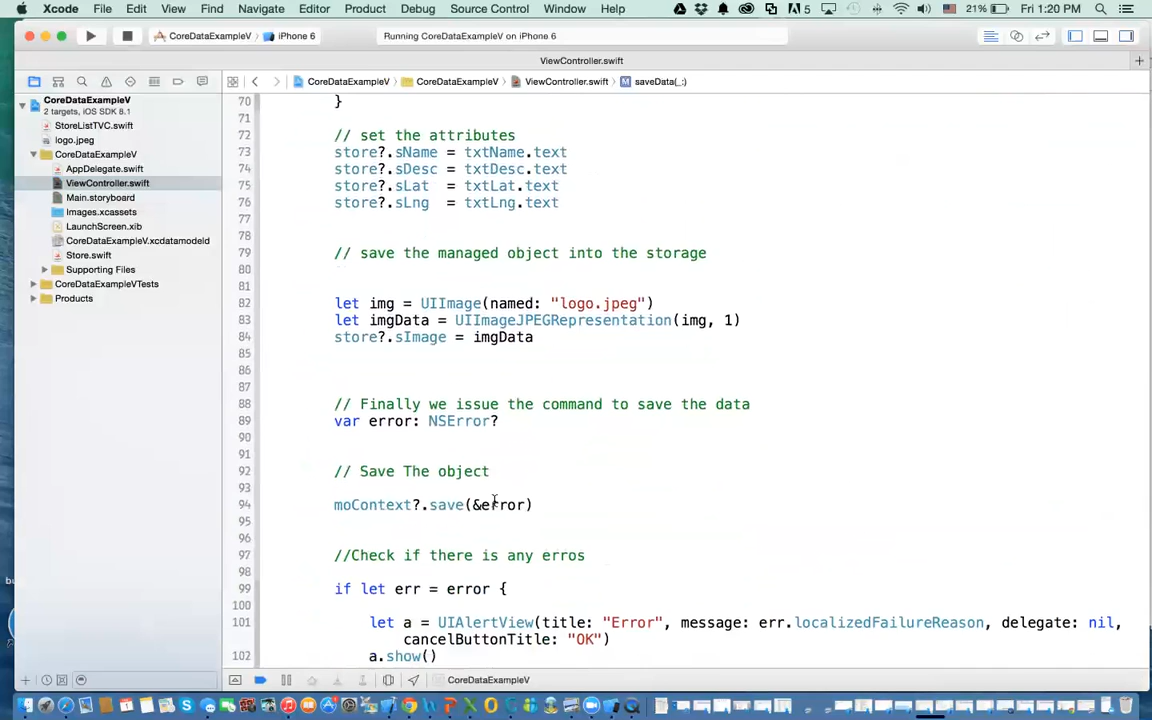 Xcode File Edit View Find Navigate Editor Product Debug Source Control Window Help 5 21% Fri 1:20 PM
CoreDataExampleV iPhone 6 Running CoreDataExampleV on iPhone 6
ViewController.swift
CoreDataExampleV CoreDataExampleV ViewController.swift M saveData(_:)
CoreDataExampleV
2 targets, iOS SDK 8.1
StoreListTVC.swift
logo.jpeg
CoreDataExampleV
AppDelegate.swift
ViewController.swift
Main.storyboard
Images.xcassets
LaunchScreen.xib
CoreDataExampleV.xcdatamodeld
Store.swift
Supporting Files
CoreDataExampleVTests
Products
70 }
71
72 // set the attributes
73 store?.sName = txtName.text
74 store?.sDesc = txtDesc.text
75 store?.sLat = txtLat.text
76 store?.sLng = txtLng.text
77
78
79 // save the managed object into the storage
80
81
82 let img = UIImage(named: "logo.jpeg")
83 let imgData = UIImageJPEGRepresentation(img, 1)
84 store?.sImage = imgData
85
86
87
88 // Finally we issue the command to save the data
89 var error: NSError?
90
91
92 // Save The object
93
94 moContext?.save(&error)
95
96
97 //Check if there is any erros
98
99 if let err = error {
100
101 let a = UIAlertView(title: "Error", message: err.localizedFailureReason, delegate: nil,
cancelButtonTitle: "OK")
102 a.show()
CoreDataExampleV